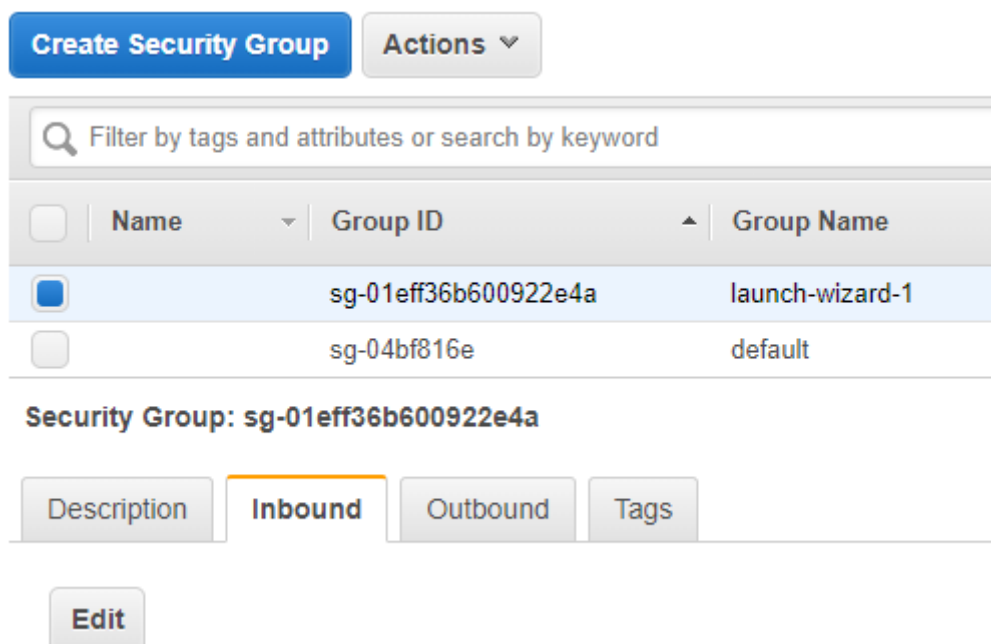 Create Security Group Actions
Filter by tags and attributes or search by keyword
Name Group ID Group Name
sg-01eff36b600922e4a launch-wizard-1
sg-04bf816e default
Security Group: sg-01eff36b600922e4a
Description Inbound Outbound Tags
Edit